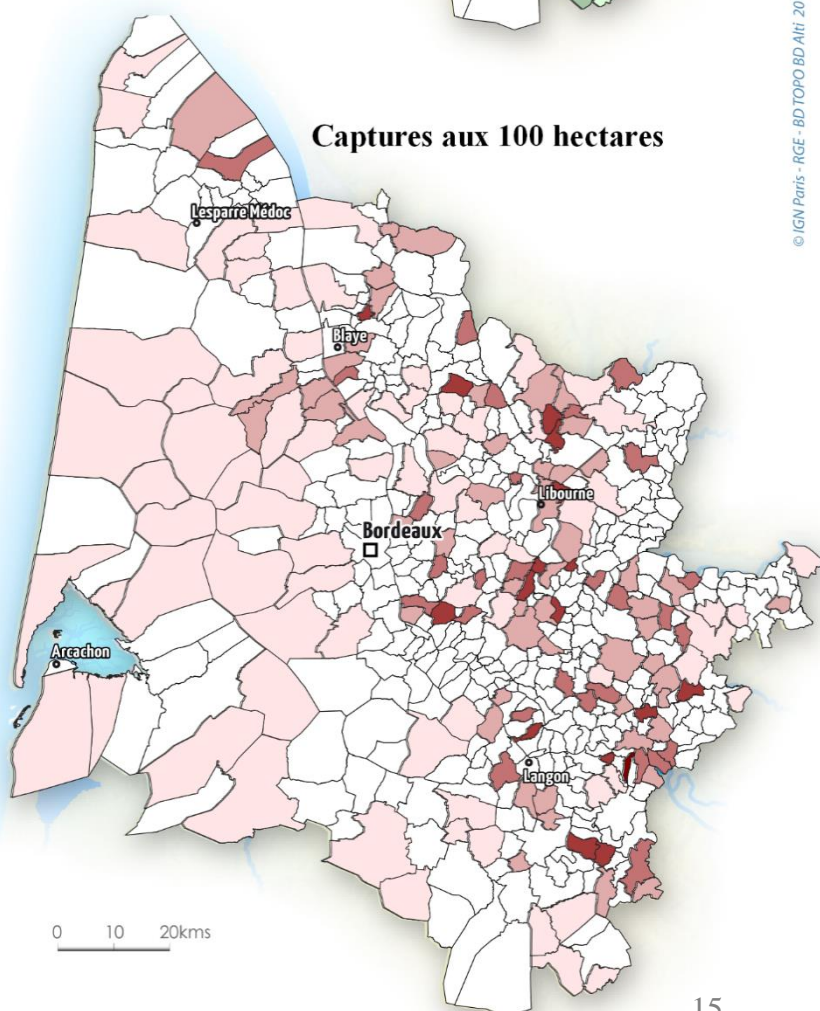 © IGN Paris - RGE - BD TOPO BD Alti 20
Captures aux 100 hectares
Lesparre Médoc
Blaye
Libourne
Bordeaux
Arcachon
Langon
0 10 20kms
15